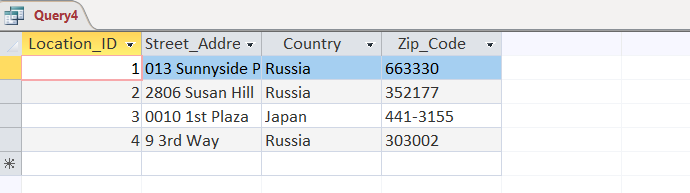 Query4
Location_ID Street_Addre Country Zip_Code
1 013 Sunnyside P Russia 663330
2 2806 Susan Hill Russia 352177
3 0010 1st Plaza Japan 441-3155
4 9 3rd Way Russia 303002